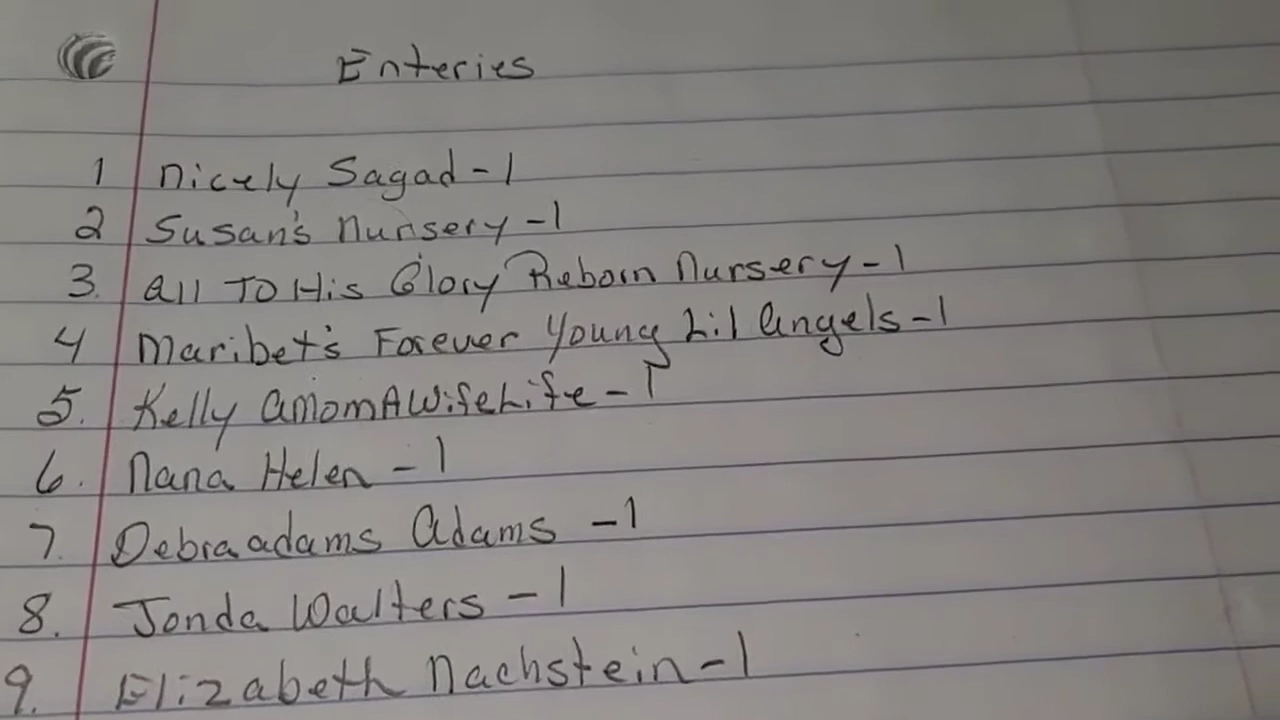 Enteries
1 Nicely Sagad-1
2 Susan's Nursery-1
3. All To His Glory Reborn Nursery-1
4 Maribet's Forever Young Lil Angels-1
5. Kelly AMomAWifeLife-1
6. Nana Helen-1
7. Debraadams Adams-1
8. Jonda Walters-1
9. Elizabeth Nachstein-1